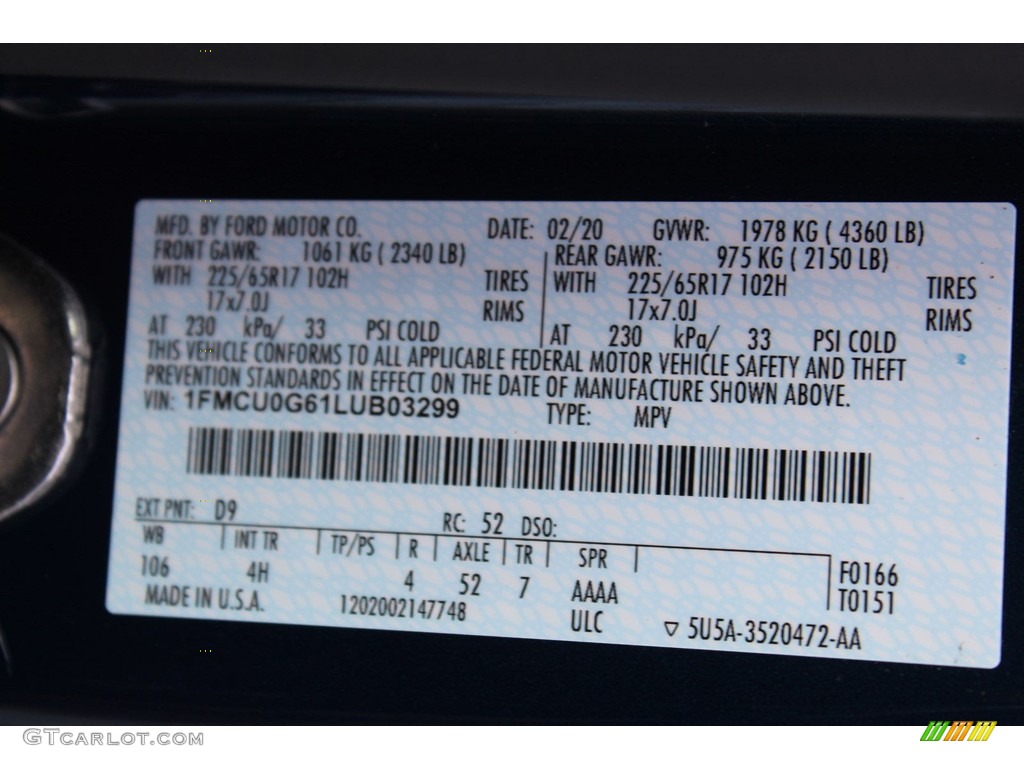 MFD. BY FORD MOTOR CO. DATE: 02/20 GVWR: 1978 KG ( 4360 LB)
FRONT GAWR: 1061 KG ( 2340 LB) REAR GAWR: 975 KG ( 2150 LB)
WITH 225/65R17 102H TIRES WITH 225/65R17 102H TIRES
17x7.0J RIMS 17x7.0J RIMS
AT 230 kPa/ 33 PSI COLD AT 230 kPa/ 33 PSI COLD
THIS VEHICLE CONFORMS TO ALL APPLICABLE FEDERAL MOTOR VEHICLE SAFETY AND THEFT
PREVENTION STANDARDS IN EFFECT ON THE DATE OF MANUFACTURE SHOWN ABOVE.
VIN: 1FMCU0G61LUB03299 TYPE: MPV
EXT PNT: D9 RC: 52 DSO:
WB INT TR TP/PS R AXLE TR SPR
106 4H 4 52 7 AAAA F0166
T0151
MADE IN U.S.A. 1202002147748 ULC ▽ 5U5A-3520472-AA
GTCARLOT.COM